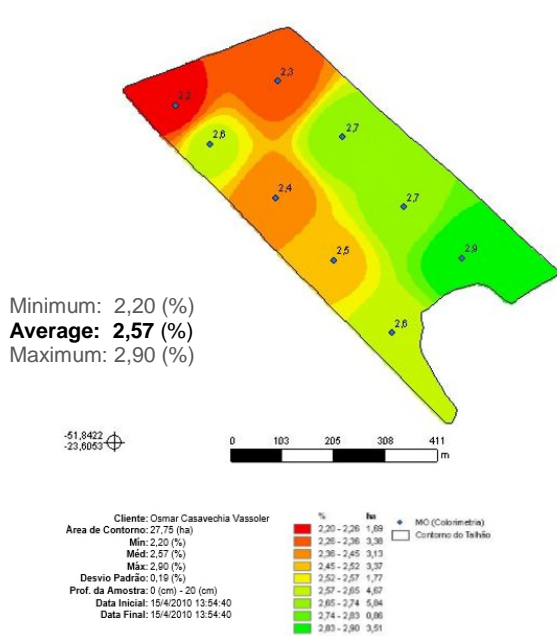 2,3
2,2
2,6
2,7
2,4
2,7
2,5
2,9
2,6
Minimum: 2,20 (%)
Average: 2,57 (%)
Maximum: 2,90 (%)
-51,8422
-23,6053
0 103 205 308 411
m
Cliente: Osmar Casavechia Vassoler
Area de Contorno: 27,75 (ha)
Min: 2,20 (%)
Méd: 2,57 (%)
Máx: 2,90 (%)
Desvio Padrão: 0,19 (%)
Prof. da Amostra: 0 (cm) - 20 (cm)
Data Inicial: 15/4/2010 13:54:40
Data Final: 15/4/2010 13:54:40
% ha
2,20 - 2,26 1,69
2,26 - 2,36 3,38
2,36 - 2,45 3,13
2,45 - 2,52 3,37
2,52 - 2,57 1,77
2,57 - 2,65 4,67
2,65 - 2,74 5,84
2,74 - 2,83 0,86
2,83 - 2,90 3,51
MO (Colorimetria)
Contorno do Talhão